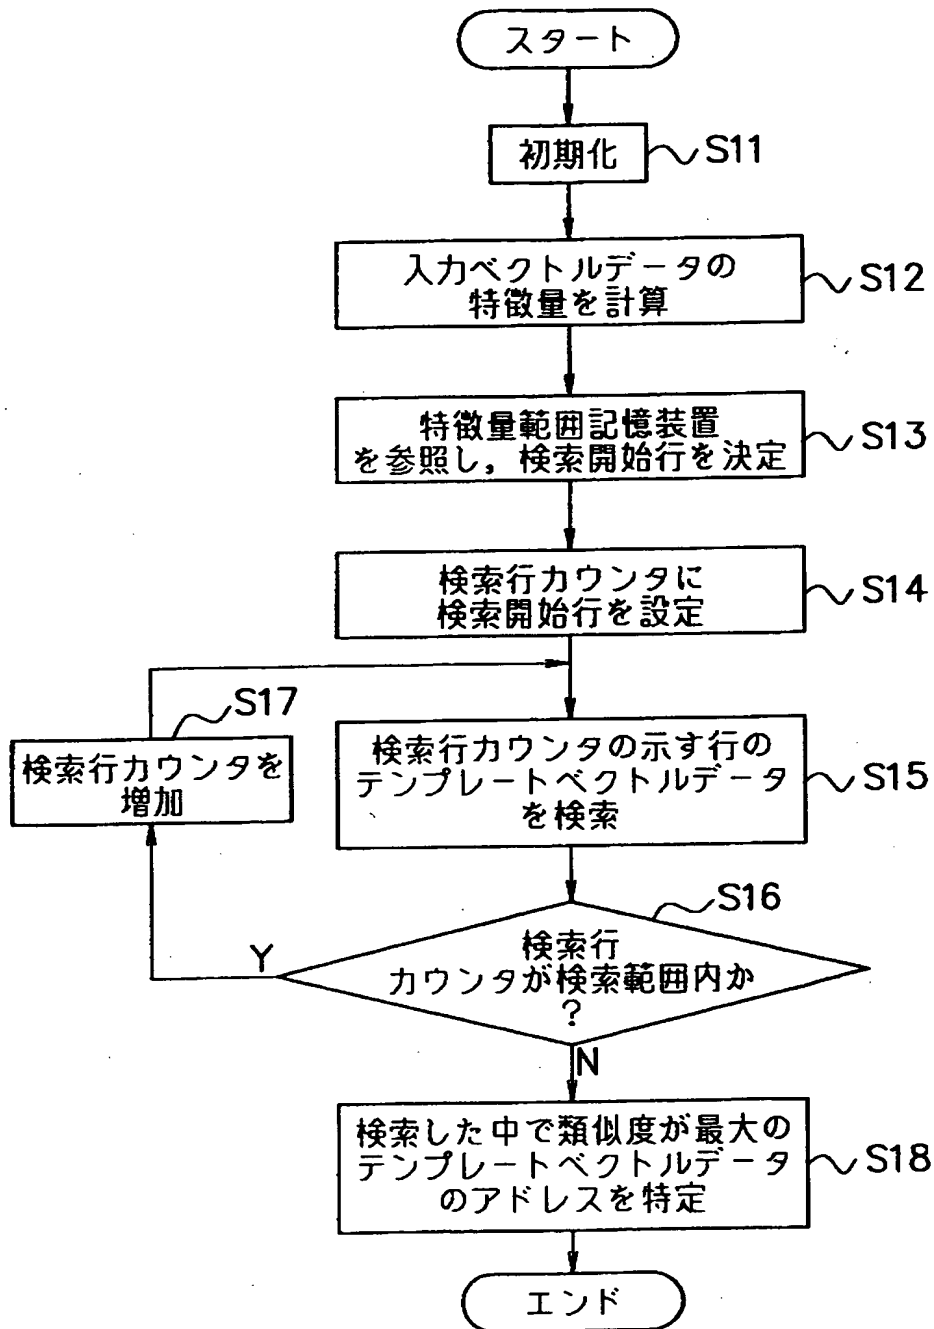 スタート
初期化
S11
入力ベクトルデータの
特徴量を計算
S12
特徴量範囲記憶装置
を参照し，検索開始行を決定
S13
検索行カウンタに
検索開始行を設定
S14
S17
検索行カウンタを
増加
検索行カウンタの示す行の
テンプレートベクトルデータ
を検索
S15
S16
検索行
カウンタが検索範囲内か
？
Y
N
検索した中で類似度が最大の
テンプレートベクトルデータ
のアドレスを特定
S18
エンド